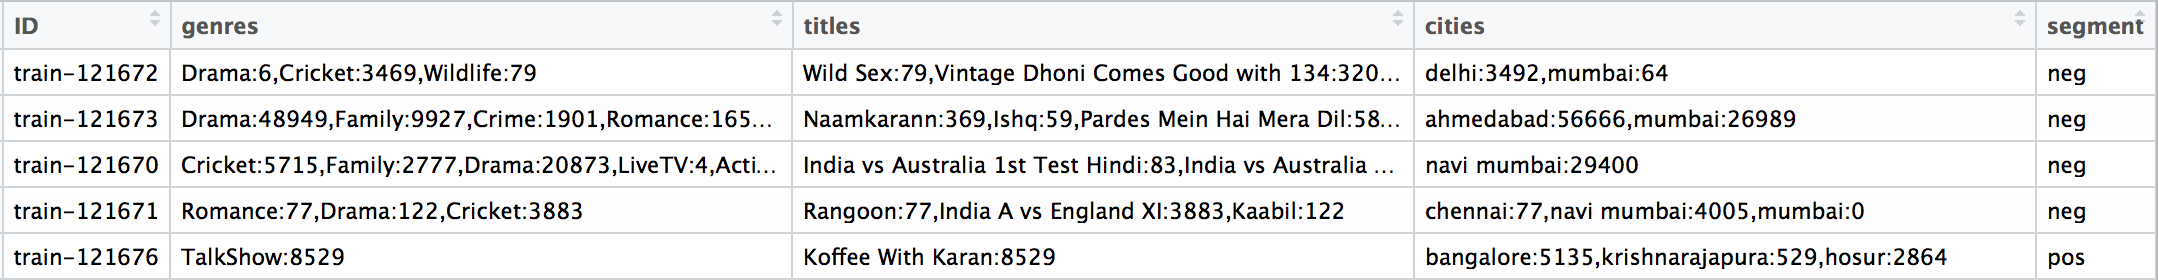 ID genres titles cities segment
train-121672 Drama:6,Cricket:3469,Wildlife:79 Wild Sex:79,Vintage Dhoni Comes Good with 134:320... delhi:3492,mumbai:64 neg
train-121673 Drama:48949,Family:9927,Crime:1901,Romance:165... Naamkarann:369,Ishq:59,Pardes Mein Hai Mera Dil:58... ahmedabad:56666,mumbai:26989 neg
train-121670 Cricket:5715,Family:2777,Drama:20873,LiveTV:4,Acti... India vs Australia 1st Test Hindi:83,India vs Australia ... navi mumbai:29400 neg
train-121671 Romance:77,Drama:122,Cricket:3883 Rangoon:77,India A vs England XI:3883,Kaabil:122 chennai:77,navi mumbai:4005,mumbai:0 neg
train-121676 TalkShow:8529 Koffee With Karan:8529 bangalore:5135,krishnarajapura:529,hosur:2864 pos